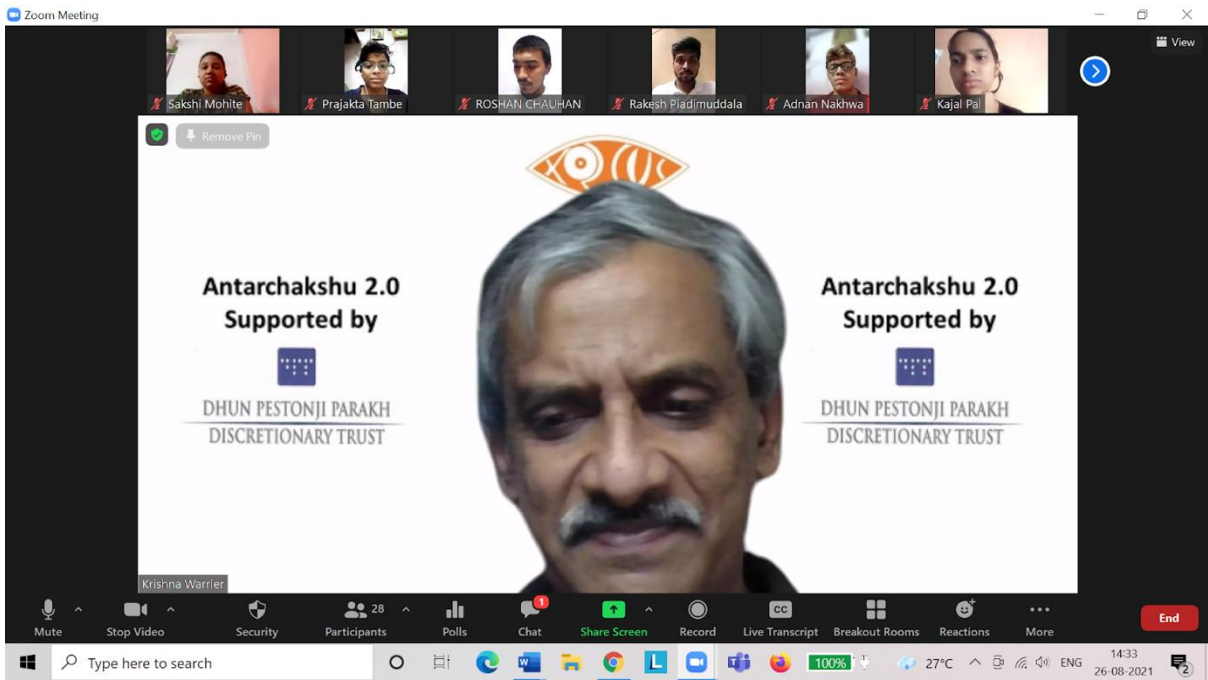 Zoom Meeting
View
Sakshi Mohite
Prajakta Tambe
ROSHAN CHAUHAN
Rakesh Piadimuddala
Adnan Nakhwa
Kajal Pal
Remove Pin
Antarchakshu 2.0
Supported by
DHUN PESTONJI PARAKH
DISCRETIONARY TRUST
Antarchakshu 2.0
Supported by
DHUN PESTONJI PARAKH
DISCRETIONARY TRUST
Krishna Warrier
Mute
Stop Video
Security
28
Participants
Polls
1
Chat
Share Screen
Record
CC
Live Transcript
Breakout Rooms
Reactions
More
End
Type here to search
100%
27°C
ENG
14:33
26-08-2021
2